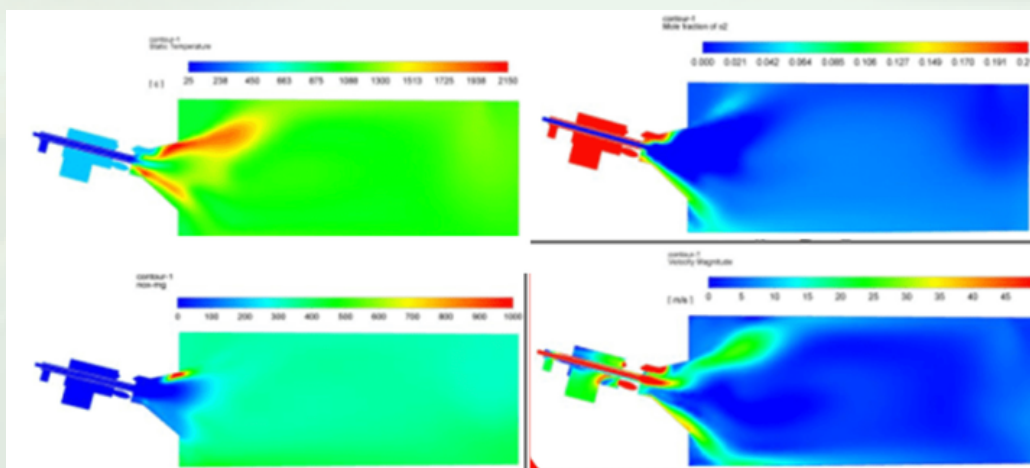 contour-1
Static Temperature
[ c ]
25 238 450 663 875 1088 1300 1513 1725 1938 2150
contour-1
Mole fraction of o2
0.000 0.021 0.042 0.064 0.085 0.106 0.127 0.149 0.170 0.191 0.2
contour-1
nox-mg
0 100 200 300 400 500 600 700 800 900 1000
contour-1
Velocity Magnitude
[ m/s ]
0 5 10 15 20 25 30 35 40 45